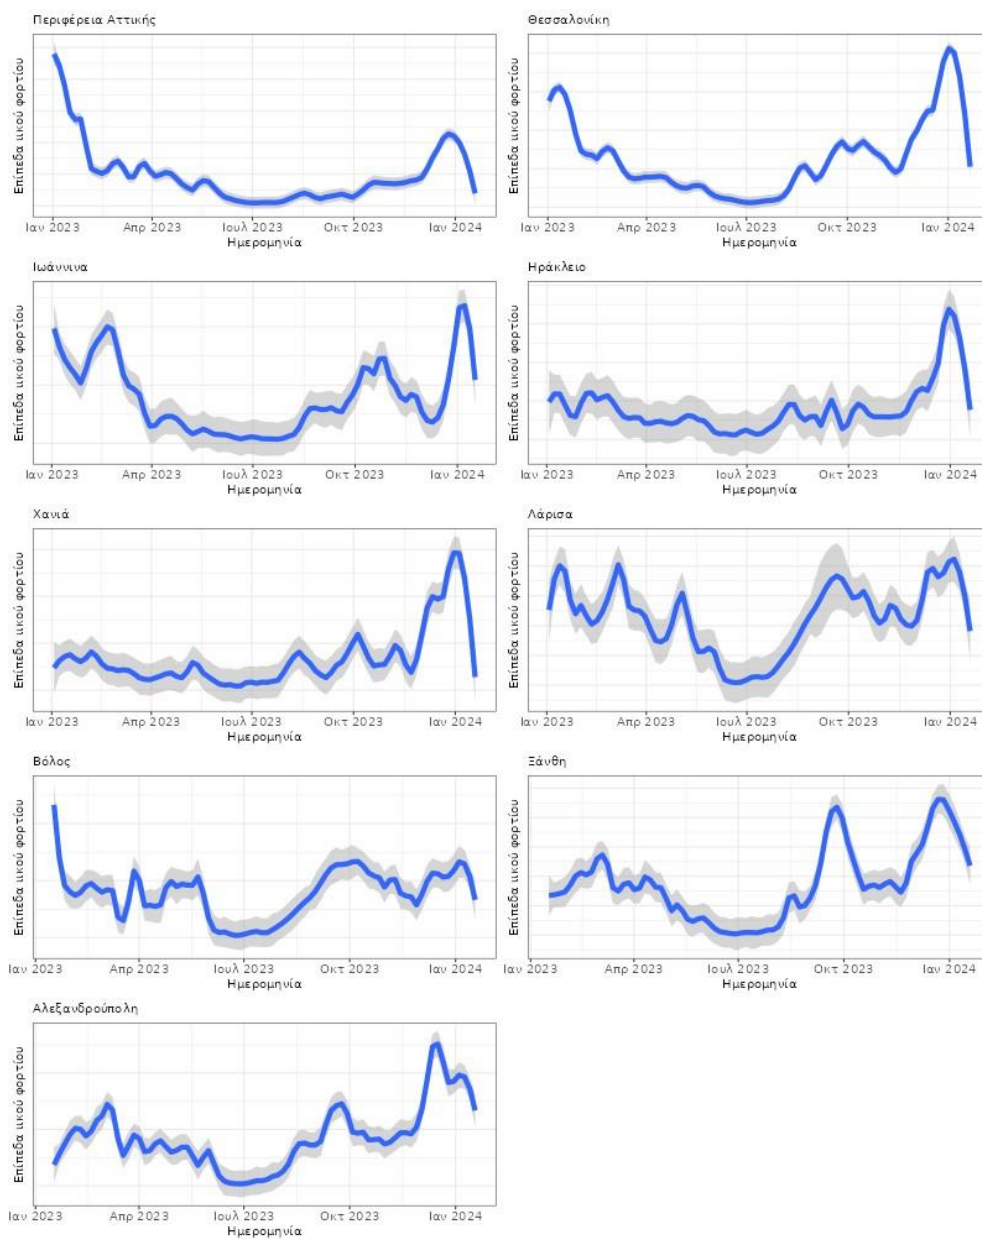 Περιφέρεια Αττικής
Επίπεδα ιικού φορτίου
Ιαν 2023 Απρ 2023 Ιουλ 2023 Οκτ 2023 Ιαν 2024
Ημερομηνία
Θεσσαλονίκη
Επίπεδα ιικού φορτίου
Ιαν 2023 Απρ 2023 Ιουλ 2023 Οκτ 2023 Ιαν 2024
Ημερομηνία
Ιωάννινα
Επίπεδα ιικού φορτίου
Ιαν 2023 Απρ 2023 Ιουλ 2023 Οκτ 2023 Ιαν 2024
Ημερομηνία
Ηράκλειο
Επίπεδα ιικού φορτίου
Ιαν 2023 Απρ 2023 Ιουλ 2023 Οκτ 2023 Ιαν 2024
Ημερομηνία
Χανιά
Επίπεδα ιικού φορτίου
Ιαν 2023 Απρ 2023 Ιουλ 2023 Οκτ 2023 Ιαν 2024
Ημερομηνία
Λάρισα
Επίπεδα ιικού φορτίου
Ιαν 2023 Απρ 2023 Ιουλ 2023 Οκτ 2023 Ιαν 2024
Ημερομηνία
Βόλος
Επίπεδα ιικού φορτίου
Ιαν 2023 Απρ 2023 Ιουλ 2023 Οκτ 2023 Ιαν 2024
Ημερομηνία
Ξάνθη
Επίπεδα ιικού φορτίου
Ιαν 2023 Απρ 2023 Ιουλ 2023 Οκτ 2023 Ιαν 2024
Ημερομηνία
Αλεξανδρούπολη
Επίπεδα ιικού φορτίου
Ιαν 2023 Απρ 2023 Ιουλ 2023 Οκτ 2023 Ιαν 2024
Ημερομηνία